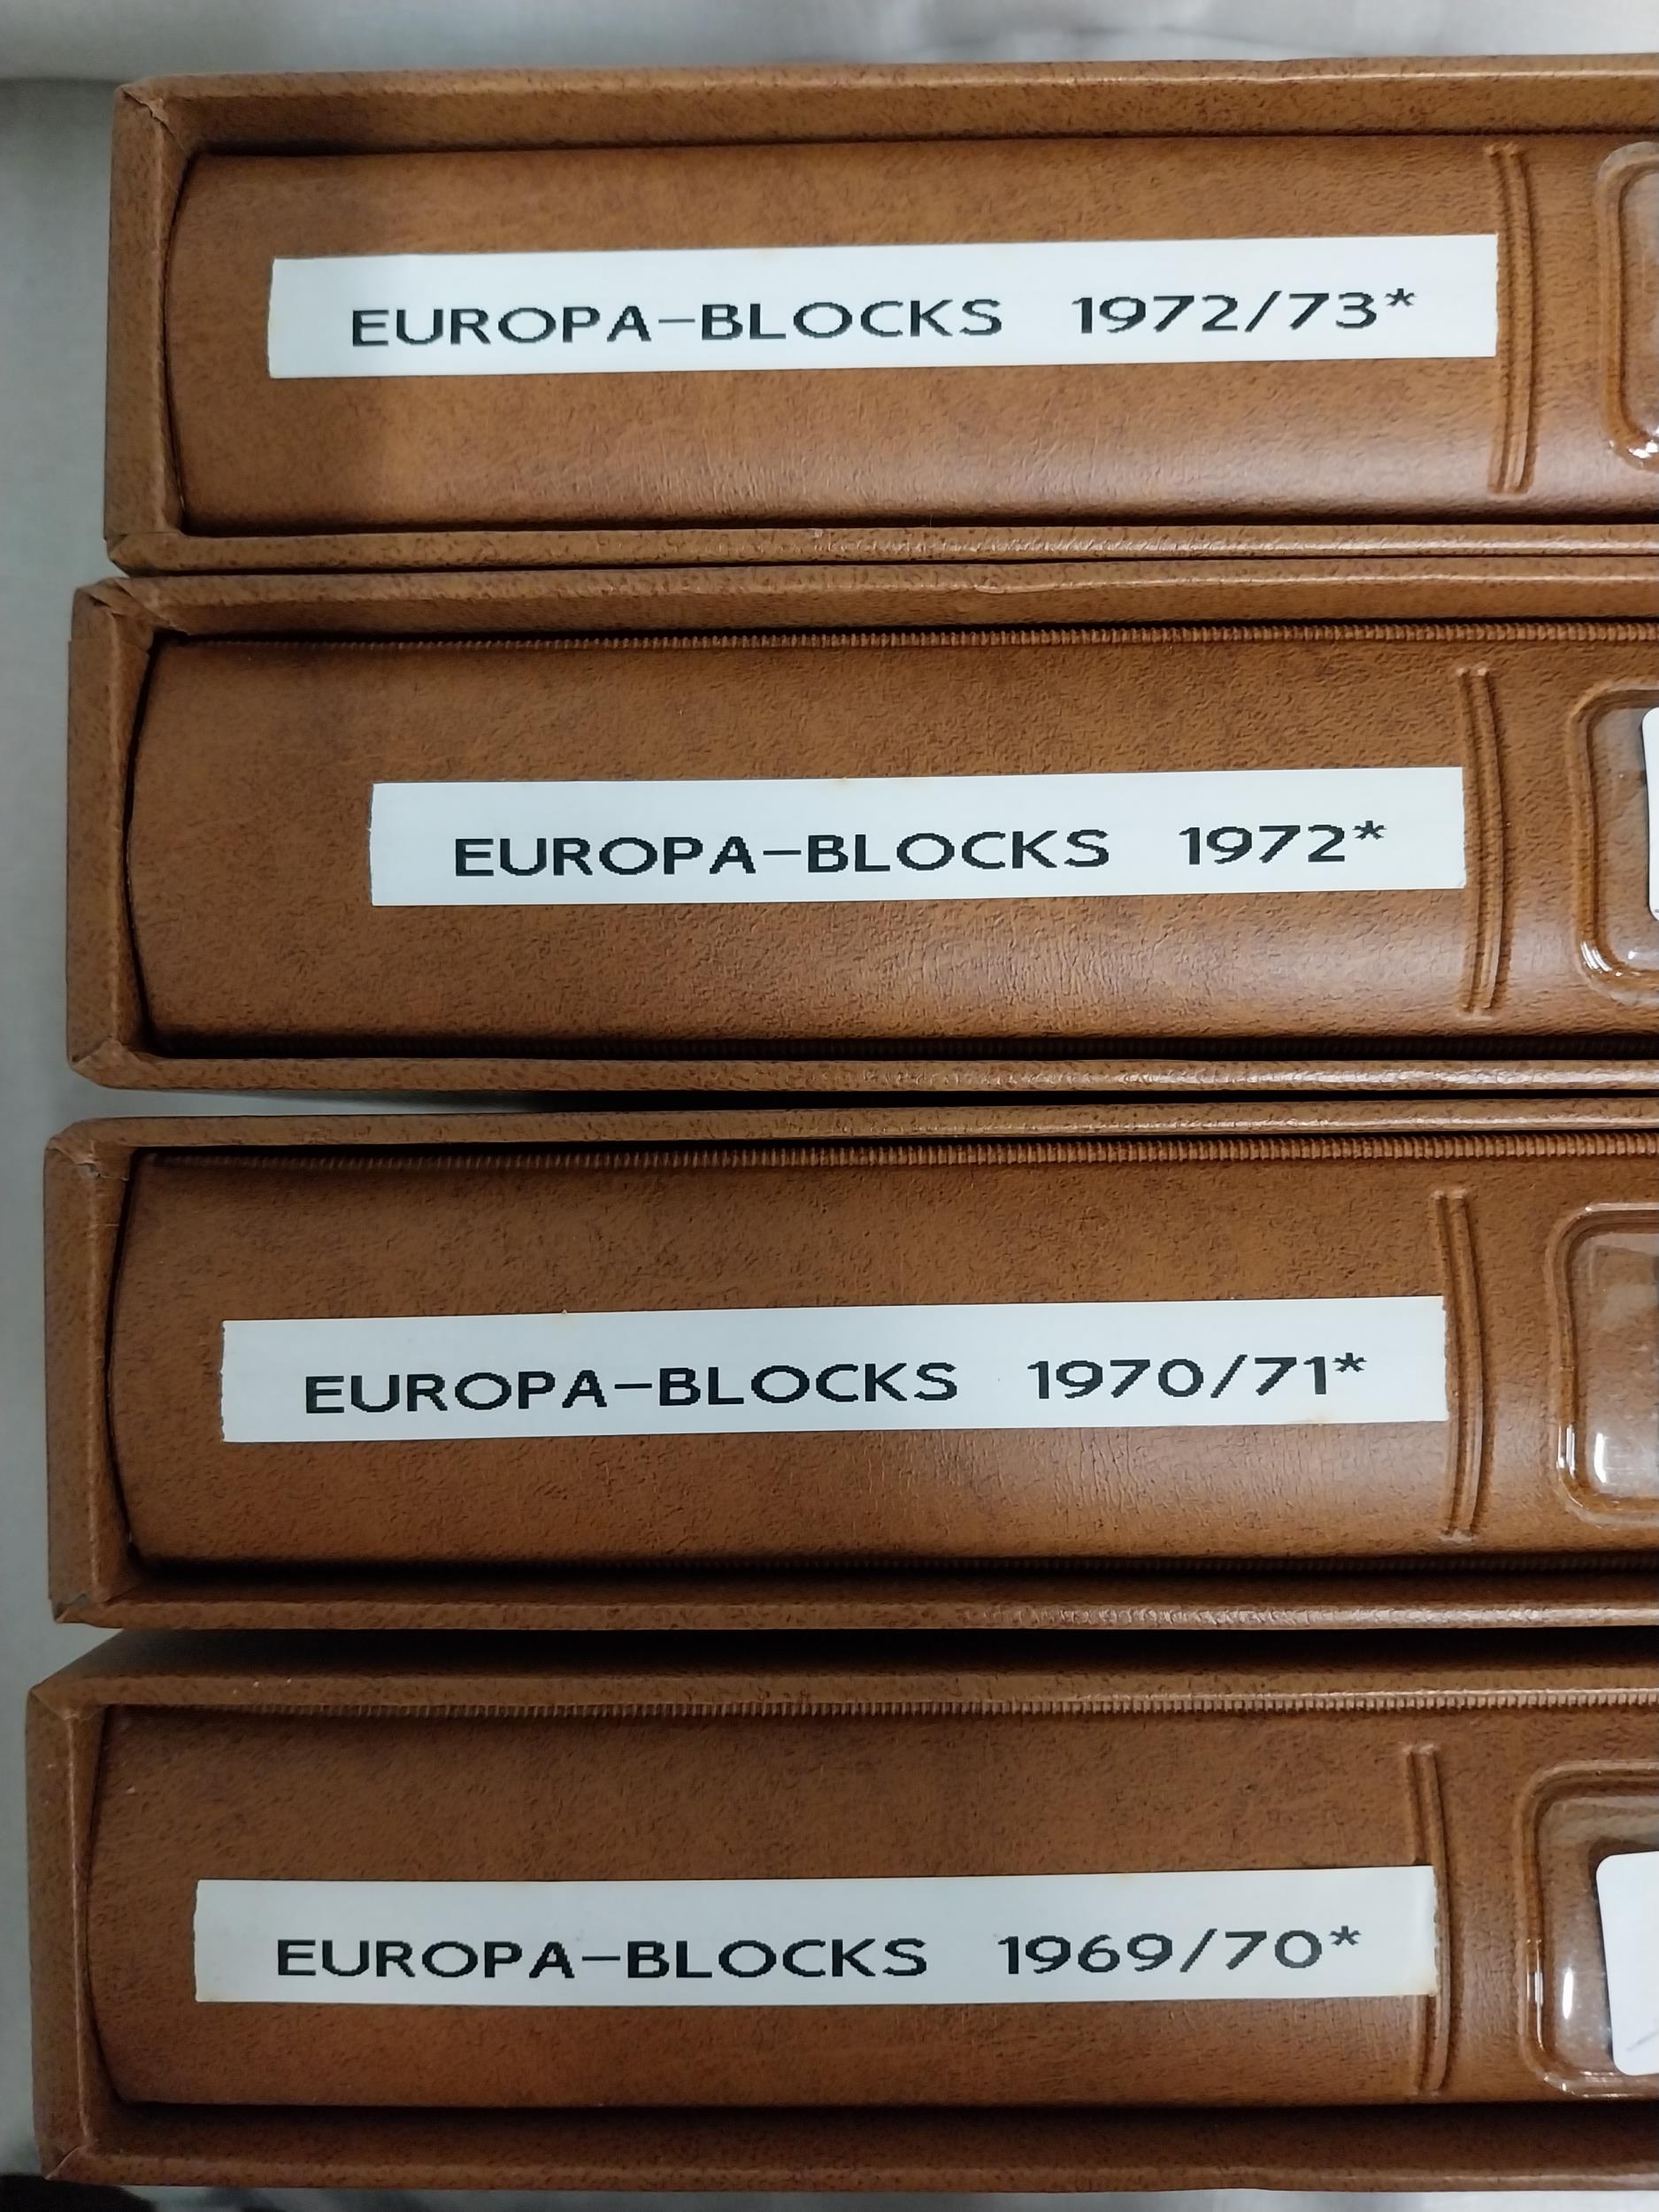 EUROPA-BLOCKS 1972/73*
EUROPA-BLOCKS 1972*
EUROPA-BLOCKS 1970/71*
EUROPA-BLOCKS 1969/70*